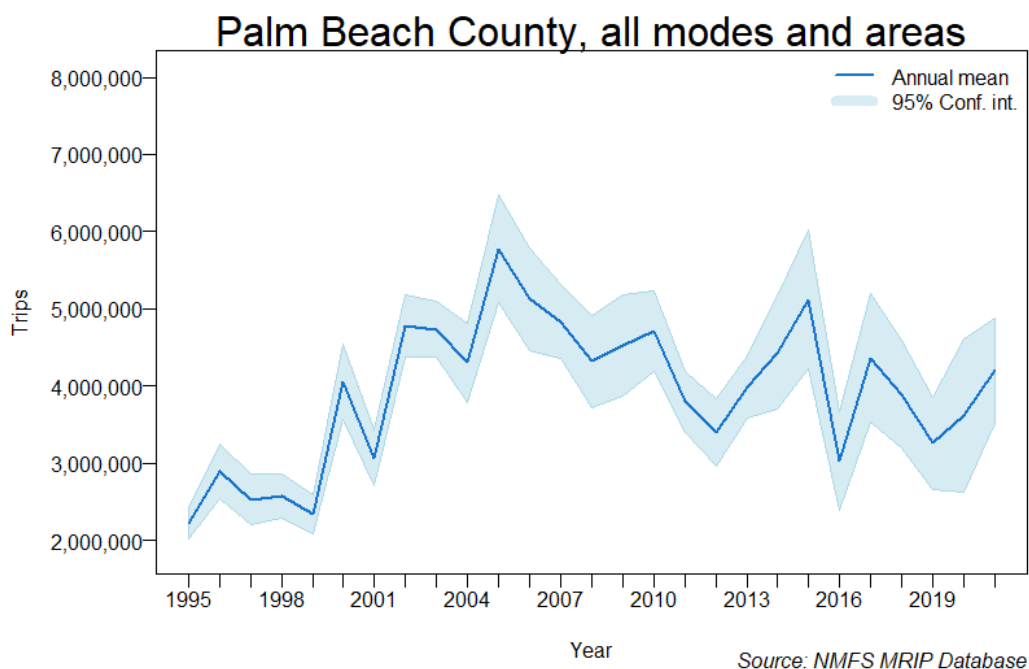 Palm Beach County, all modes and areas
Annual mean
95% Conf. int.
8,000,000
7,000,000
6,000,000
5,000,000
4,000,000
3,000,000
2,000,000
Trips
1995 1998 2001 2004 2007 2010 2013 2016 2019
Year
Source: NMFS MRIP Database